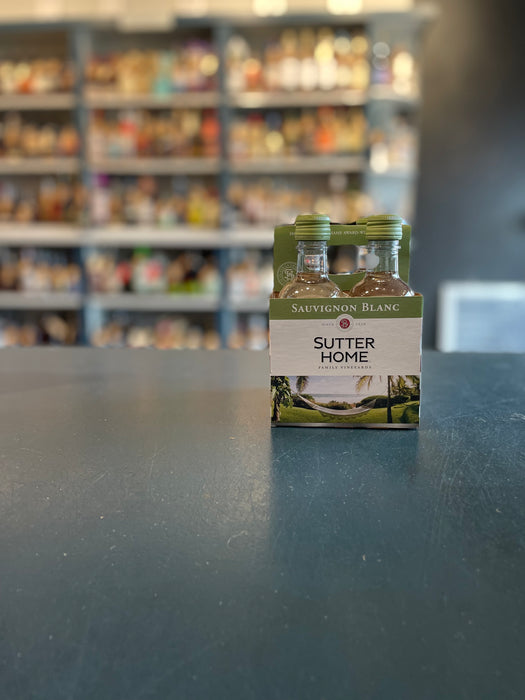 SAUVIGNON BLANC
SUTTER
HOME
FAMILY VINEYARDS